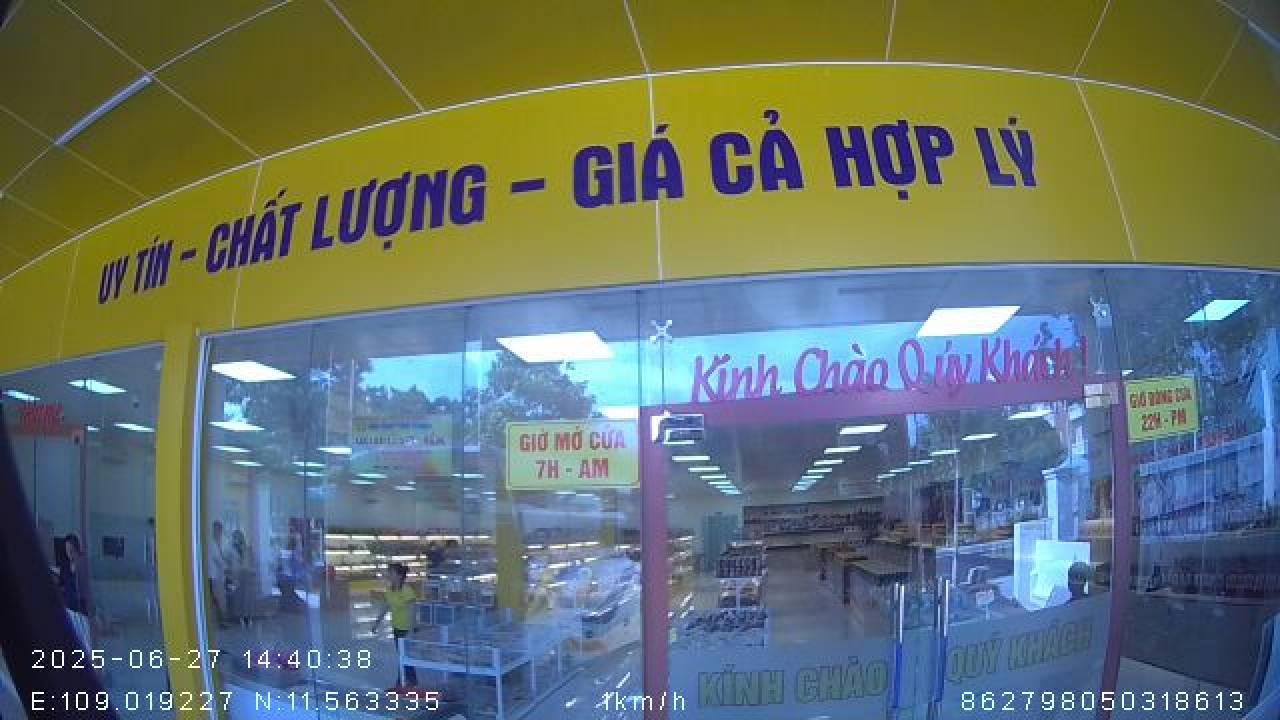 UY TÍN - CHẤT LƯỢNG - GIÁ CẢ HỢP LÝ
Kính Chào Quý Khách!
GIỜ MỞ CỬA
7H - AM
GIỜ ĐÓNG CỬA
22H - PM
KÍNH CHÀO QUÝ KHÁCH
2025-06-27 14:40:38
E:109.019227 N:11.563335
1km/h
862798050318613